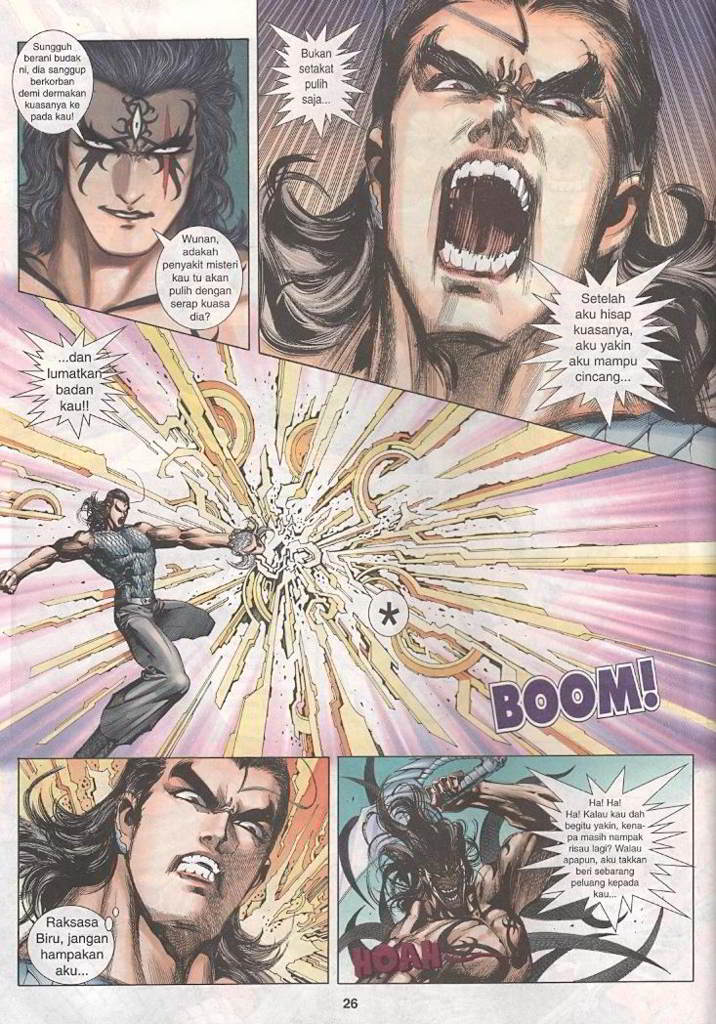 Sungguh
berani budak
ni, dia sanggup
berkorban
demi dermakan
kuasanya ke
pada kau!
Wunan,
adakah
penyakit misteri
kau tu akan
pulih dengan
serap kuasa
dia?
Bukan
setakat
pulih
saja...
Setelah
aku hisap
kuasanya,
aku yakin
aku mampu
cincang...
...dan
lumatkan
badan
kau!!
*
BOOM!
Raksasa
Biru, jangan
hampakan
aku...
Ha! Ha!
Ha! Kalau kau dah
begitu yakin, kena-
pa masih nampak
risau lagi? Walau
apapun, aku takkan
beri sebarang
peluang kepada
kau...
HOAH
26